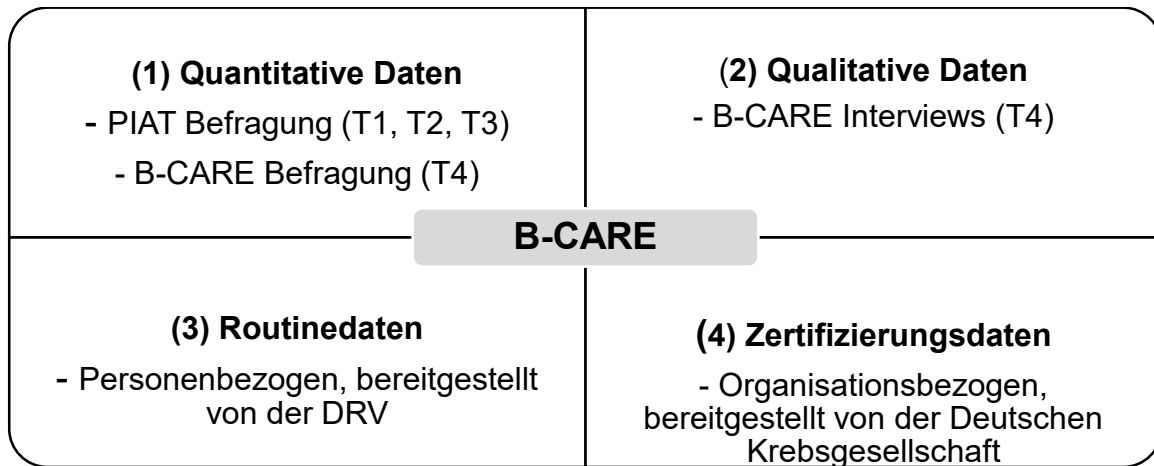 (1) Quantitative Daten
- PIAT Befragung (T1, T2, T3)
- B-CARE Befragung (T4)
(2) Qualitative Daten
- B-CARE Interviews (T4)
B-CARE
(3) Routinedaten
- Personenbezogen, bereitgestellt
von der DRV
(4) Zertifizierungsdaten
- Organisationsbezogen,
bereitgestellt von der Deutschen
Krebsgesellschaft